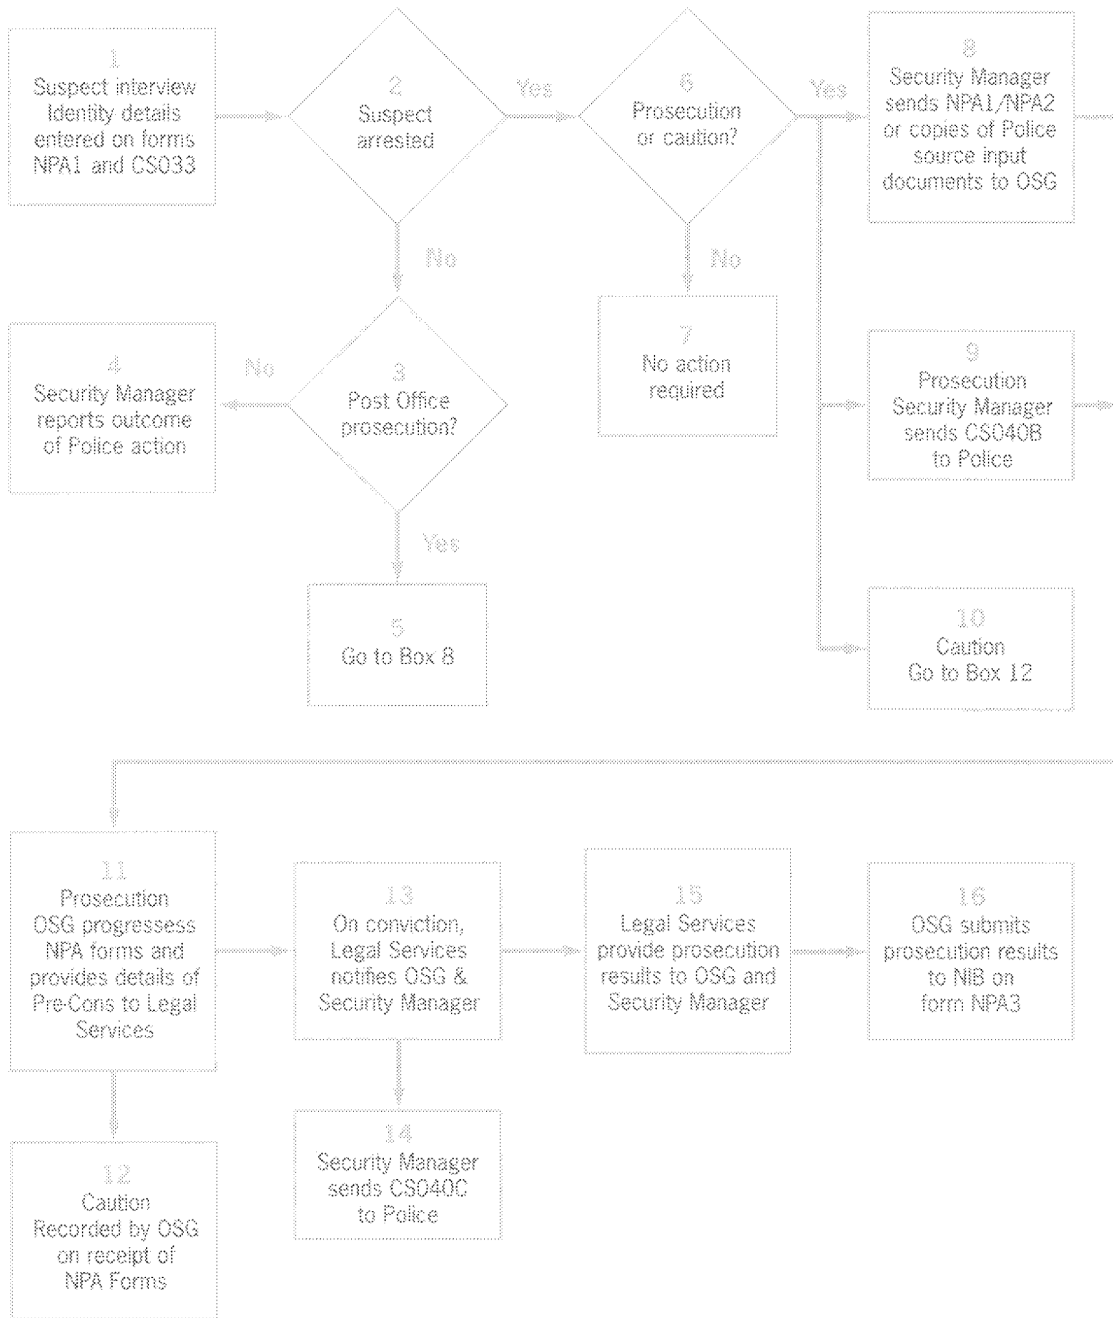 1
Suspect interview
Identity details
entered on forms
NPA1 and CS033
2
Suspect
arrested
Yes
6
Prosecution
or caution?
Yes
8
Security Manager
sends NPA1/NPA2
or copies of Police
source input
documents to OSG
No
No
4
Security Manager
reports outcome
of Police action
No
3
Post Office
prosecution?
7
No action
required
9
Prosecution
Security Manager
sends CS040B
to Police
Yes
5
Go to Box 8
10
Caution
Go to Box 12
11
Prosecution
OSG progressess
NPA forms and
provides details of
Pre-Cons to Legal
Services
13
On conviction,
Legal Services
notifies OSG &
Security Manager
15
Legal Services
provide prosecution
results to OSG and
Security Manager
16
OSG submits
prosecution results
to NIB on
form NPA3
12
Caution
Recorded by OSG
on receipt of
NPA Forms
14
Security Manager
sends CS040C
to Police